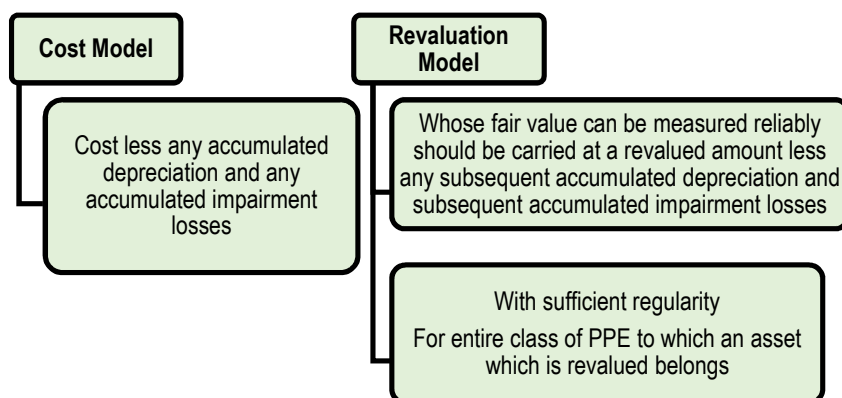 Cost Model
Cost less any accumulated
depreciation and any
accumulated impairment
losses
Revaluation
Model
Whose fair value can be measured reliably
should be carried at a revalued amount less
any subsequent accumulated depreciation and
subsequent accumulated impairment losses
With sufficient regularity
For entire class of PPE to which an asset
which is revalued belongs